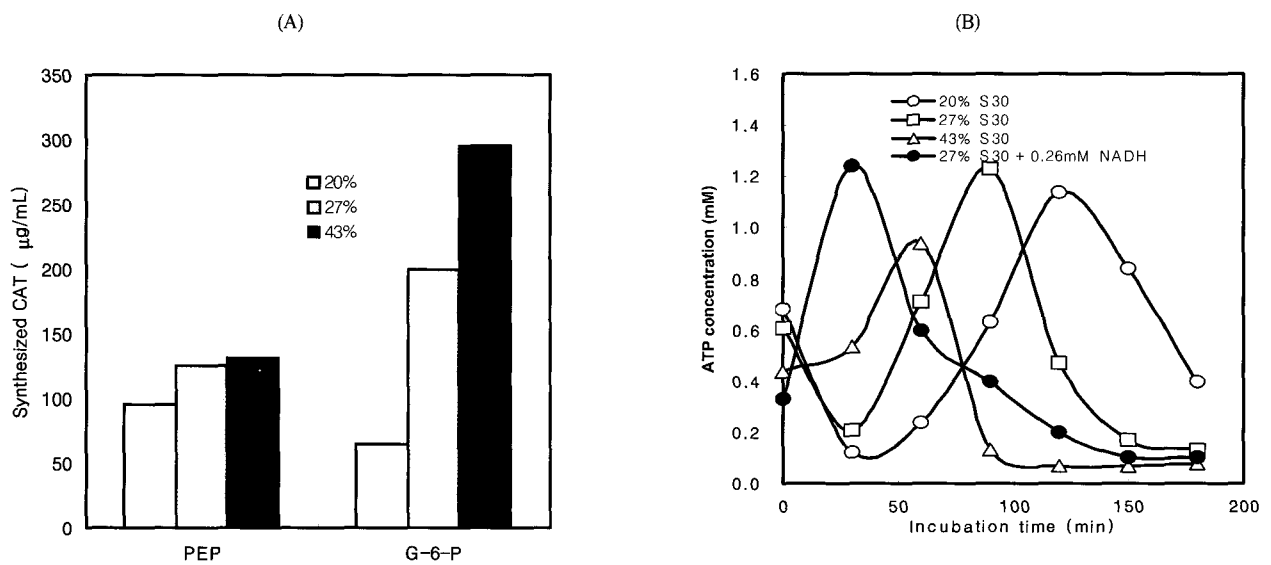 (A)
350
300
250
200
150
100
50
0
Synthesized CAT ( μg/mL)
20%
27%
43%
PEP
G-6-P
(B)
1.6
1.4
1.2
1.0
0.8
0.6
0.4
0.2
0.0
ATP concentration (mM)
20% S30
27% S30
43% S30
27% S30 + 0.26mM NADH
0
50
100
150
200
Incubation time (min)